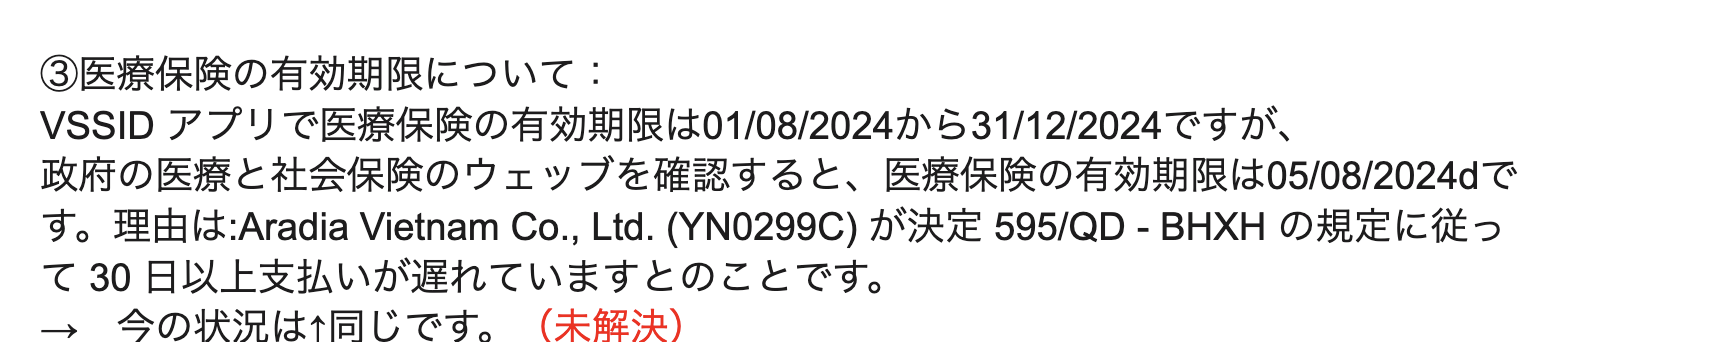 ③医療保険の有効期限について：
VSSID アプリで医療保険の有効期限は01/08/2024から31/12/2024ですが、
政府の医療と社会保険のウェッブを確認すると、医療保険の有効期限は05/08/2024dで
す。理由は:Aradia Vietnam Co., Ltd. (YN0299C) が決定 595/QD - BHXH の規定に従っ
て 30 日以上支払いが遅れていますとのことです。
→　今の状況は↑同じです。（未解決）